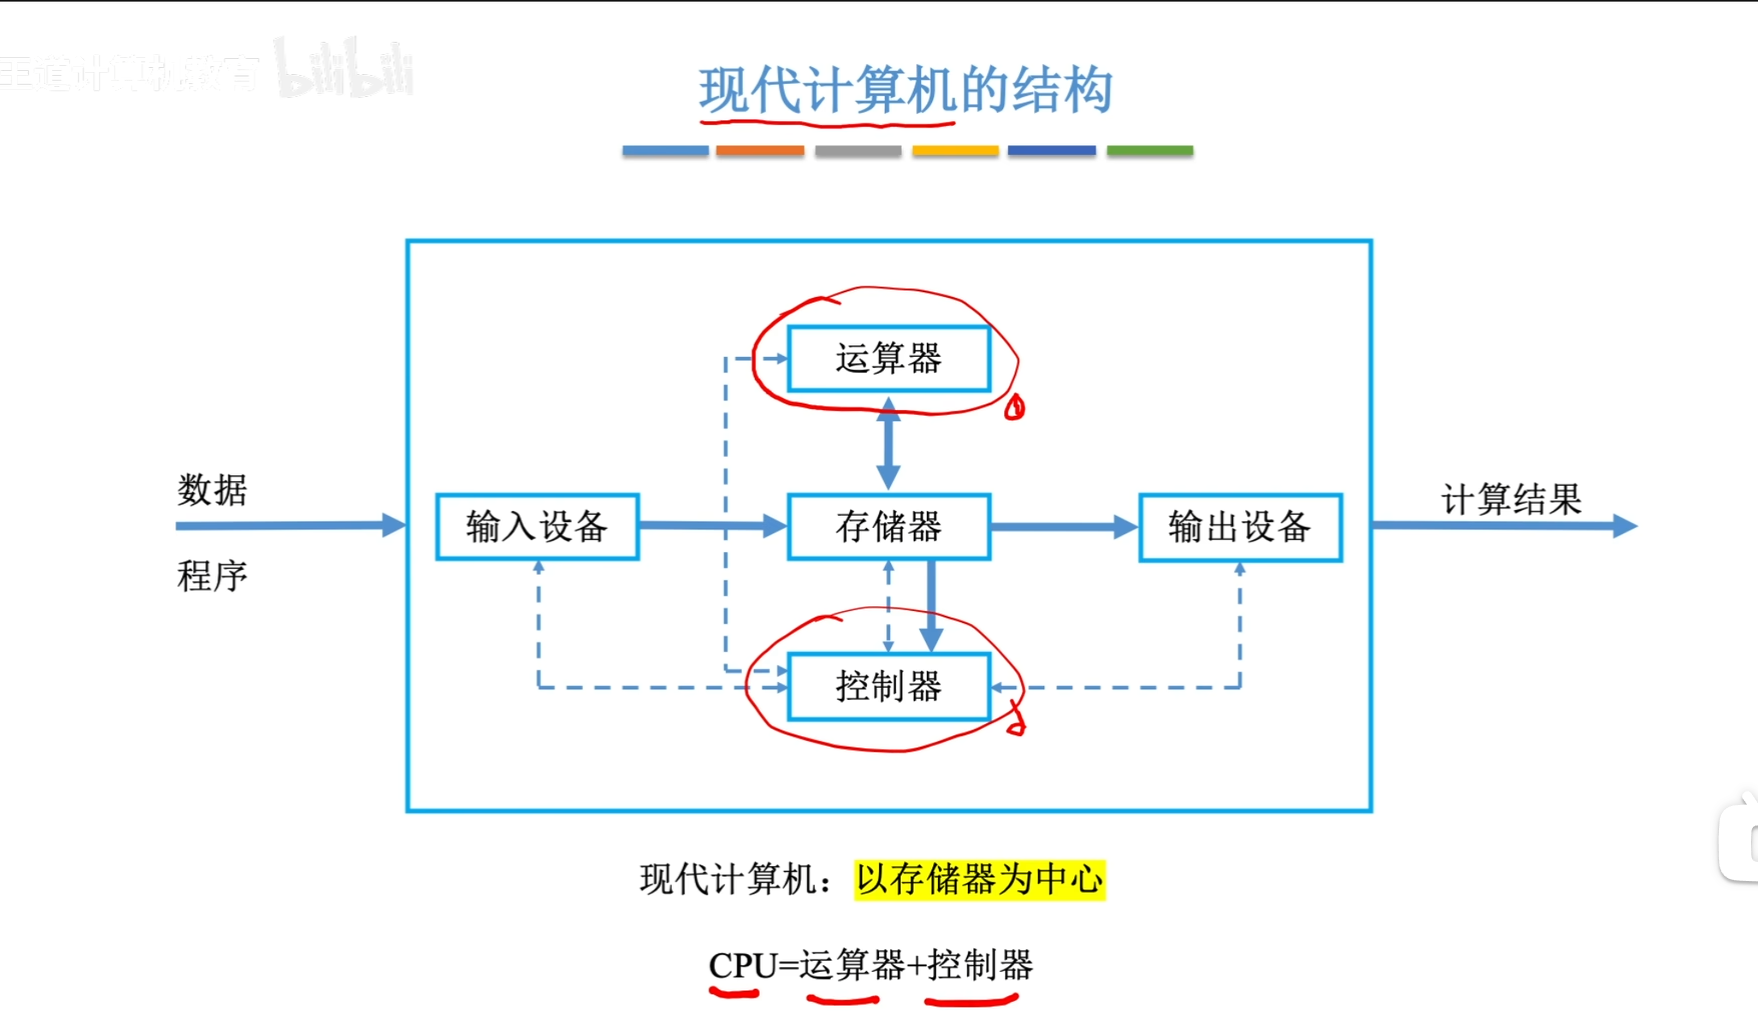 王道计算机教育 bilibili
现代计算机的结构
运算器
数据
程序
输入设备
存储器
输出设备
计算结果
控制器
现代计算机：以存储器为中心
CPU=运算器+控制器